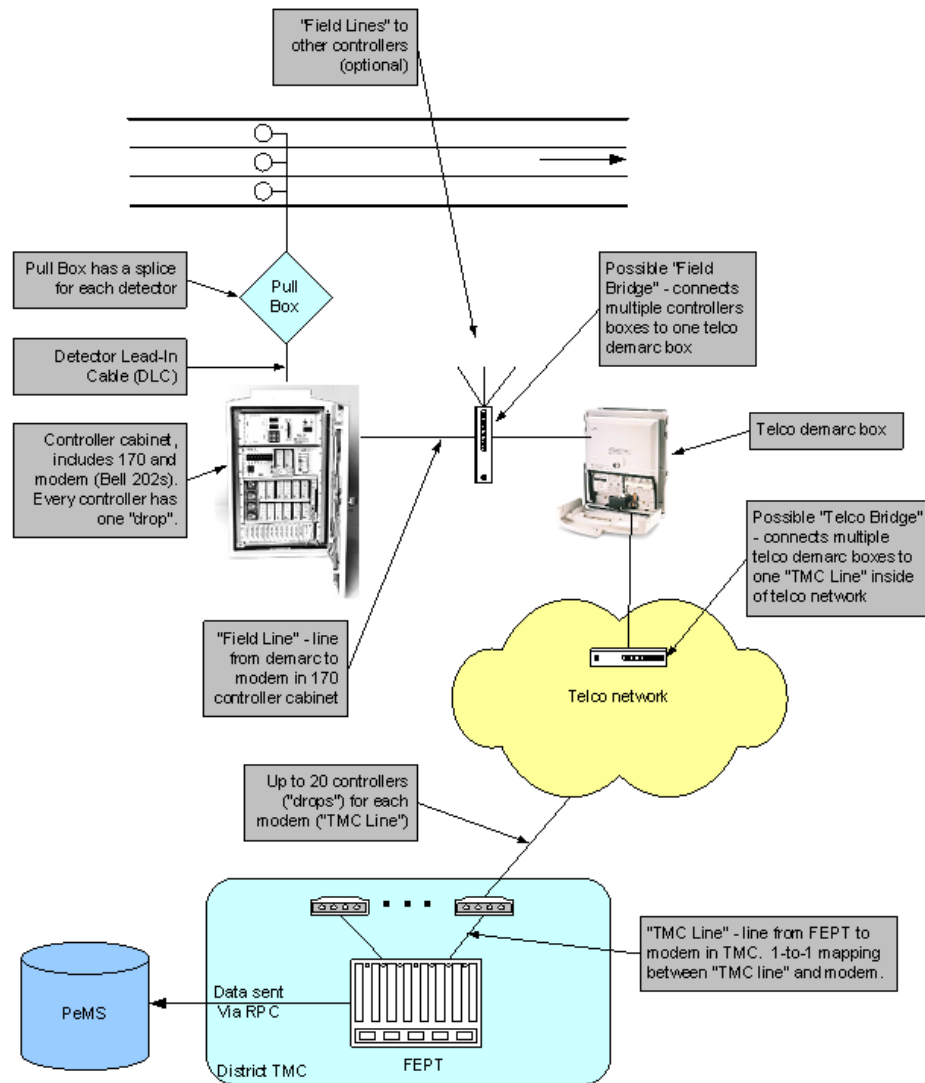 "Field Lines" to
other controllers
(optional)
Pull Box has a splice
for each detector
Pull
Box
Possible "Field
Bridge" - connects
multiple controllers
boxes to one telco
demarc box
Detector Lead-In
Cable (DLC)
Controller cabinet,
includes 170 and
modem (Bell 202s).
Every controller has
one "drop".
Telco demarc box
Possible "Telco Bridge"
- connects multiple
telco demarc boxes to
one "TMC Line" inside
of telco network
"Field Line" - line
from demarc to
modem in 170
controller cabinet
Telco network
Up to 20 controllers
("drops") for each
modem ("TMC Line")
"TMC Line" - line from FEPT to
modem in TMC. 1-to-1 mapping
between "TMC line" and modem.
PeMS
Data sent
Via RPC
FEPT
District TMC